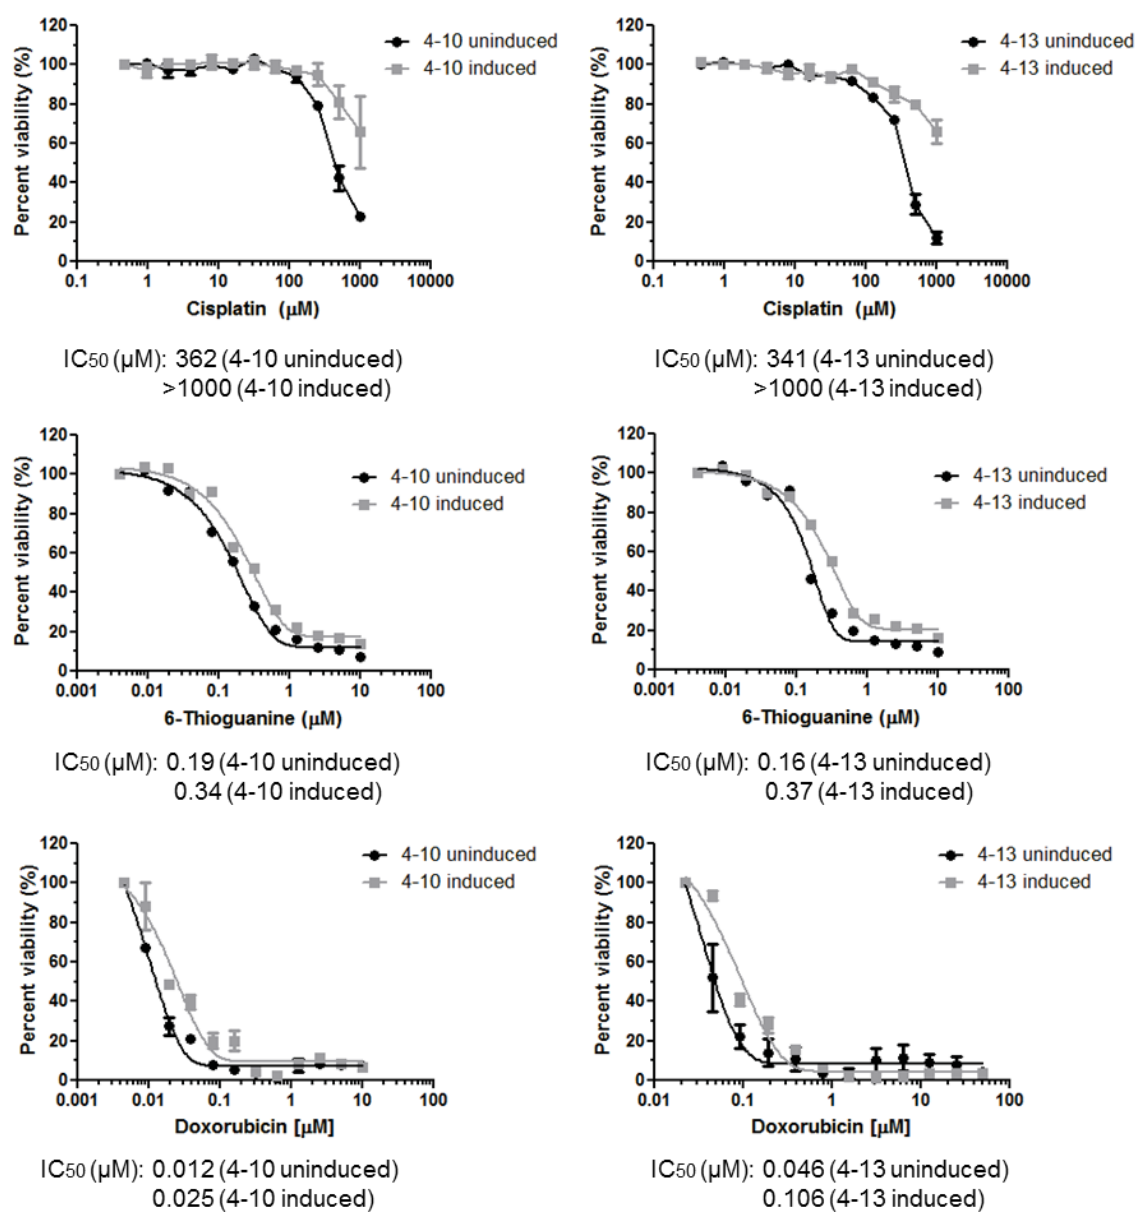 4-10 uninduced
4-10 induced
Percent viability (%)
120
100
80
60
40
20
0
0.1 1 10 100 1000 10000
Cisplatin (μM)
IC50 (μM): 362 (4-10 uninduced)
>1000 (4-10 induced)
4-13 uninduced
4-13 induced
Percent viability (%)
120
100
80
60
40
20
0
0.1 1 10 100 1000 10000
Cisplatin (μM)
IC50 (μM): 341 (4-13 uninduced)
>1000 (4-13 induced)
4-10 uninduced
4-10 induced
Percent viability (%)
120
100
80
60
40
20
0
0.001 0.01 0.1 1 10 100
6-Thioguanine (μM)
IC50 (μM): 0.19 (4-10 uninduced)
0.34 (4-10 induced)
4-13 uninduced
4-13 induced
Percent viability (%)
120
100
80
60
40
20
0
0.001 0.01 0.1 1 10 100
6-Thioguanine (μM)
IC50 (μM): 0.16 (4-13 uninduced)
0.37 (4-13 induced)
4-10 uninduced
4-10 induced
Percent viability (%)
120
100
80
60
40
20
0
0.001 0.01 0.1 1 10 100
Doxorubicin [μM]
IC50 (μM): 0.012 (4-10 uninduced)
0.025 (4-10 induced)
4-13 uninduced
4-13 induced
Percent viability (%)
120
100
80
60
40
20
0
0.01 0.1 1 10 100
Doxorubicin [μM]
IC50 (μM): 0.046 (4-13 uninduced)
0.106 (4-13 induced)